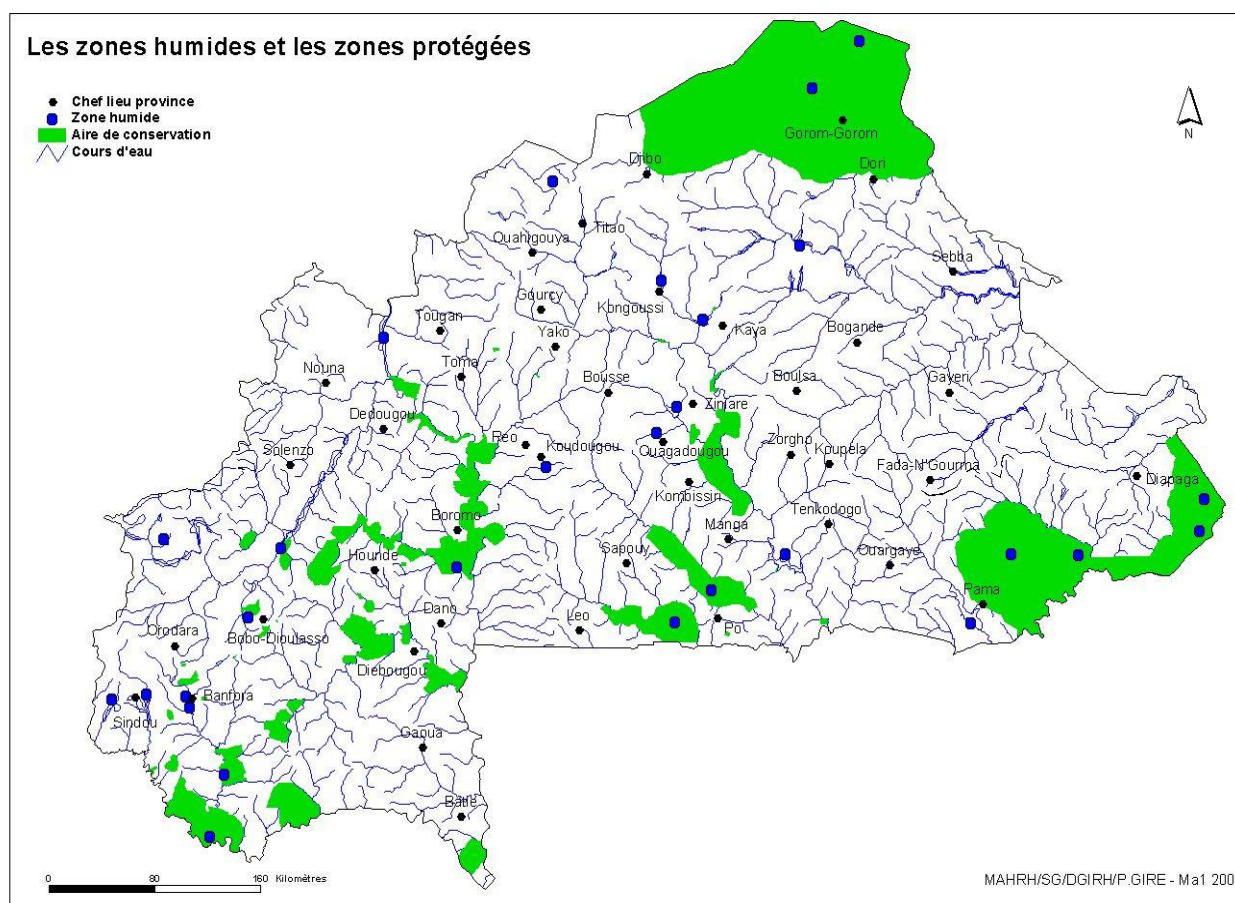 Les zones humides et les zones protégées
Chef lieu province
Zone humide
Aire de conservation
Cours d'eau
N
Gorom-Gorom
Djibo
Dori
Titao
Ouahigouya
Sebba
Gourcy
Kongoussi
Tougan
Kaya
Bogande
Yako
Nouna
Toma
Bousse
Boulsa
Gayeri
Ziniare
Dedougou
Reo
Koudougou
Ouagadougou
Zorgho
Koupela
Solenzo
Fada-N'Gourma
Diapaga
Kombissiri
Boromo
Manga
Tenkodogo
Hounde
Sapouy
Ouargaye
Pama
Dano
Leo
Po
Orodara
Bobo-Dioulasso
Diebougou
Banfora
Sindou
Gaoua
Batie
0 80 160 Kilomètres
MAHRH/SG/DGIRH/P.GIRE - Ma1 200